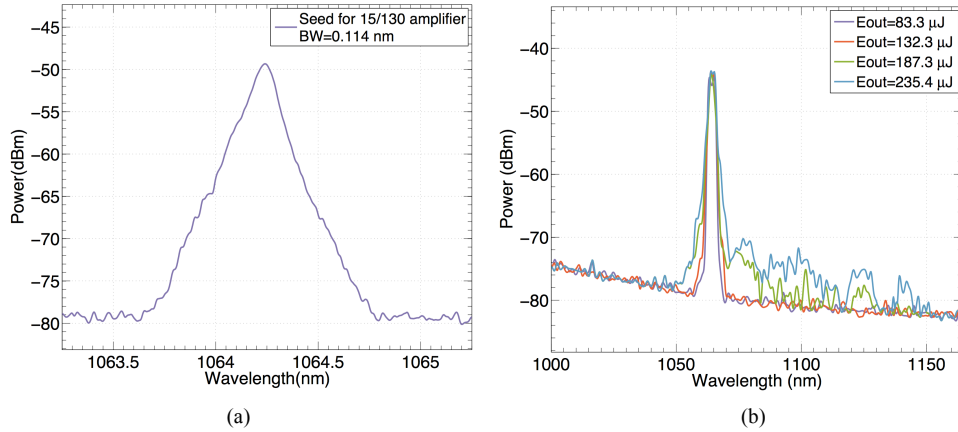 Seed for 15/130 amplifier
BW=0.114 nm
−45
−50
−55
−60
−65
−70
−75
−80
Power(dBm)
1063.5
1064
1064.5
1065
Wavelength(nm)
(a)
Eout=83.3 μJ
Eout=132.3 μJ
Eout=187.3 μJ
Eout=235.4 μJ
−40
−50
−60
−70
−80
Power (dBm)
1000
1050
1100
1150
Wavelength (nm)
(b)